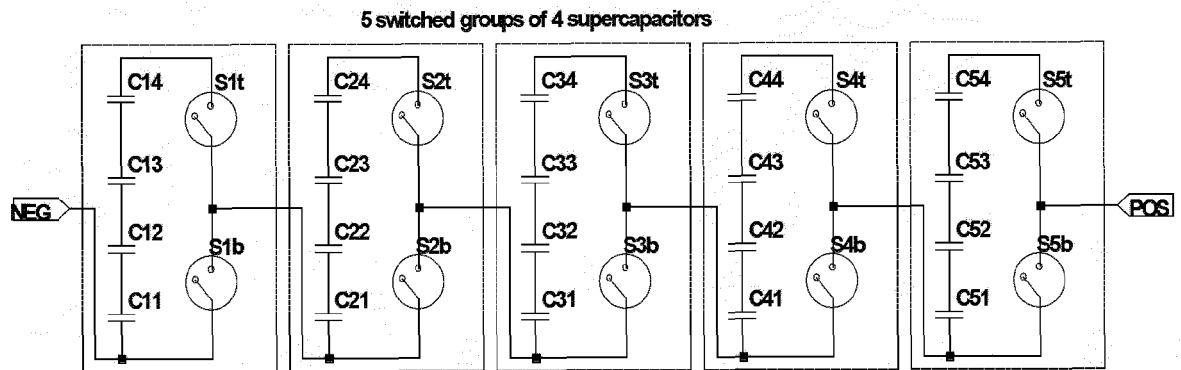 5 switched groups of 4 supercapacitors
C14 S1t C24 S2t C34 S3t C44 S4t C54 S5t
C13 C23 C33 C43 C53
NEG POS
C12 S1b C22 S2b C32 S3b C42 S4b C52 S5b
C11 C21 C31 C41 C51